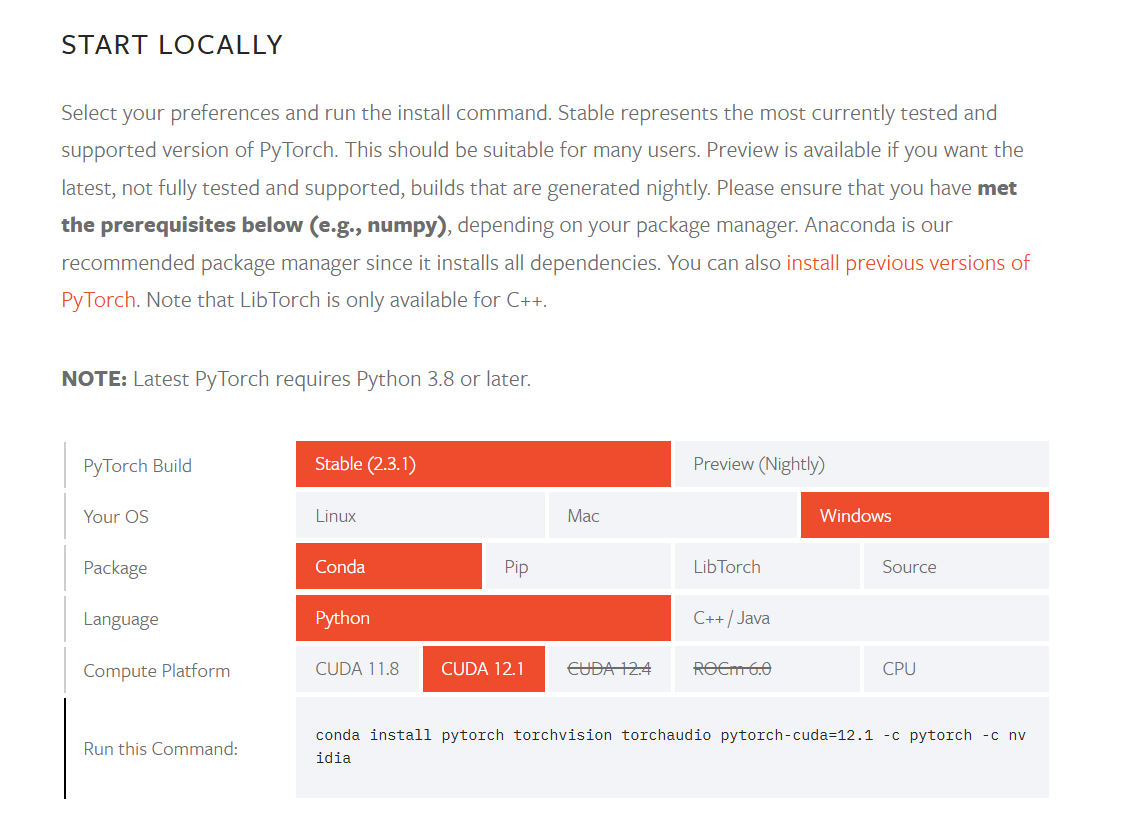 START LOCALLY
Select your preferences and run the install command. Stable represents the most currently tested and
supported version of PyTorch. This should be suitable for many users. Preview is available if you want the
latest, not fully tested and supported, builds that are generated nightly. Please ensure that you have met
the prerequisites below (e.g., numpy), depending on your package manager. Anaconda is our
recommended package manager since it installs all dependencies. You can also install previous versions of
PyTorch. Note that LibTorch is only available for C++.
NOTE: Latest PyTorch requires Python 3.8 or later.
PyTorch Build Stable (2.3.1) Preview (Nightly)
Your OS Linux Mac Windows
Package Conda Pip LibTorch Source
Language Python C++ / Java
Compute Platform CUDA 11.8 CUDA 12.1 CUDA 12.4 ROCm 6.0 CPU
Run this Command: conda install pytorch torchvision torchaudio pytorch-cuda=12.1 -c pytorch -c nv
idia